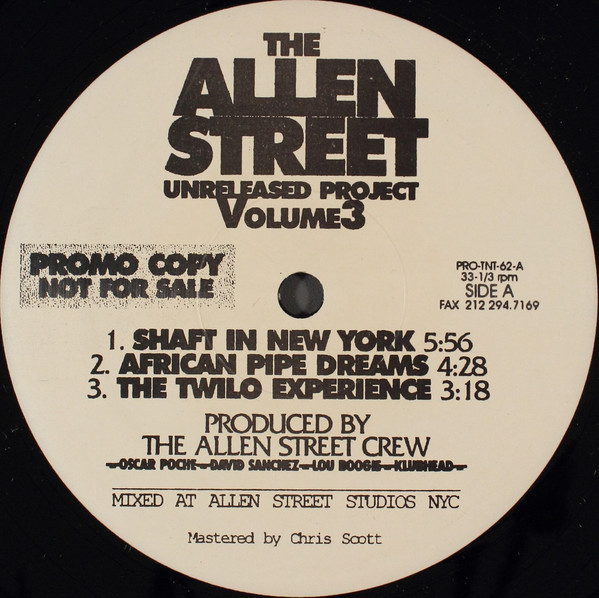 THE
ALLEN
STREET
UNRELEASED PROJECT
VOLUME3
PROMO COPY
NOT FOR SALE
PRO-TNT-62-A
33-1/3 rpm
SIDE A
FAX 212 294.7169
1. SHAFT IN NEW YORK 5:56
2. AFRICAN PIPE DREAMS 4:28
3. THE TWILO EXPERIENCE 3:18
PRODUCED BY
THE ALLEN STREET CREW
-OSCAR POCHE-DAVID SANCHEZ-LOU BOOGIE-KLUBHEAD-
MIXED AT ALLEN STREET STUDIOS NYC
Mastered by Chris Scott